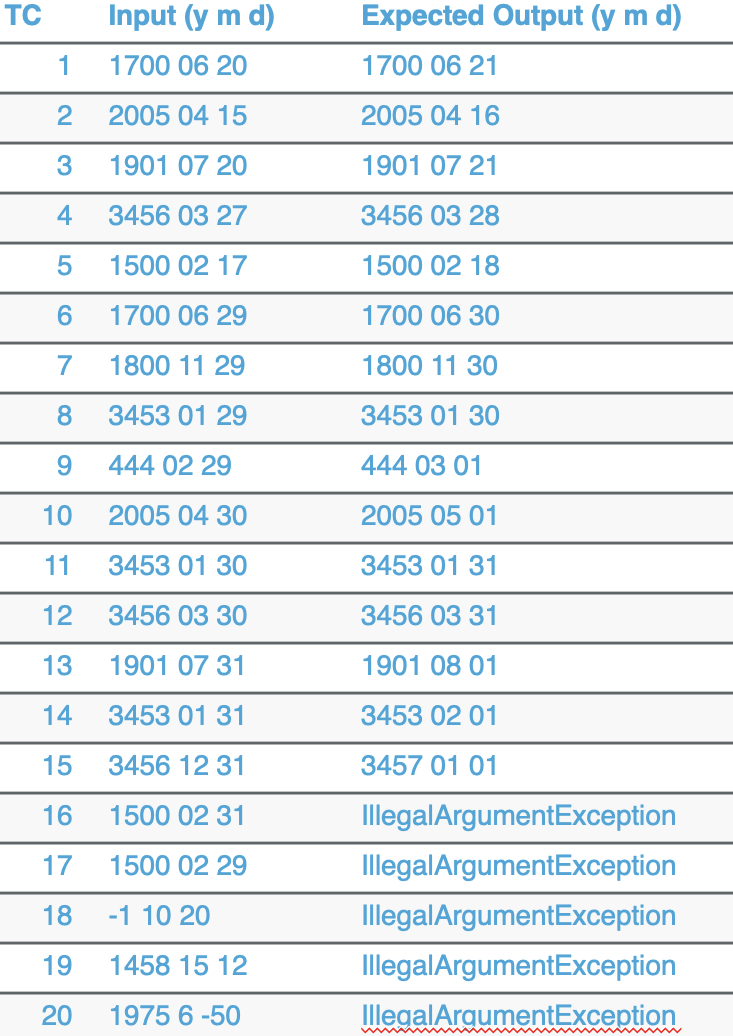 TC Input (y m d) Expected Output (y m d)
1 1700 06 20 1700 06 21
2 2005 04 15 2005 04 16
3 1901 07 20 1901 07 21
4 3456 03 27 3456 03 28
5 1500 02 17 1500 02 18
6 1700 06 29 1700 06 30
7 1800 11 29 1800 11 30
8 3453 01 29 3453 01 30
9 444 02 29 444 03 01
10 2005 04 30 2005 05 01
11 3453 01 30 3453 01 31
12 3456 03 30 3456 03 31
13 1901 07 31 1901 08 01
14 3453 01 31 3453 02 01
15 3456 12 31 3457 01 01
16 1500 02 31 IllegalArgumentException
17 1500 02 29 IllegalArgumentException
18 -1 10 20 IllegalArgumentException
19 1458 15 12 IllegalArgumentException
20 1975 6 -50 IllegalArgumentException